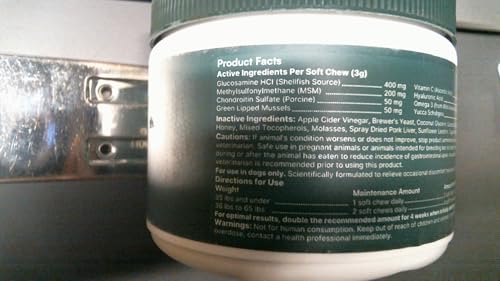 Product Facts
Active Ingredients Per Soft Chew (3g)
Glucosamine HCl (Shellfish Source) 400 mg
Methylsulfonylmethane (MSM) 200 mg
Chondroitin Sulfate (Porcine) 50 mg
Green Lipped Mussels 50 mg
Vitamin C
Hyaluronic Acid
Omega 3
Yucca Schidigera
Inactive Ingredients: Apple Cider Vinegar, Brewer's Yeast, Coconut Glycerin,
Honey, Mixed Tocopherols, Molasses, Spray Dried Pork Liver, Sunflower
Cautions: If animal's condition worsens or does not improve, stop product
veterinarian. Safe use in pregnant animals or animals intended for breeding
during or after the animal has eaten to reduce incidence of gastrointestinal
veterinarian is recommended prior to using this product.
For use in dogs only. Scientifically formulated to relieve occasional discomfort
Directions for Use
Weight Maintenance Amount
35 lbs and under 1 soft chew daily
36 lbs to 65 lbs 2 soft chews daily
For optimal results, double the recommended amount for 4 weeks when initially
Warnings: Not for human consumption. Keep out of reach of children and
overdose, contact a health professional immediately.